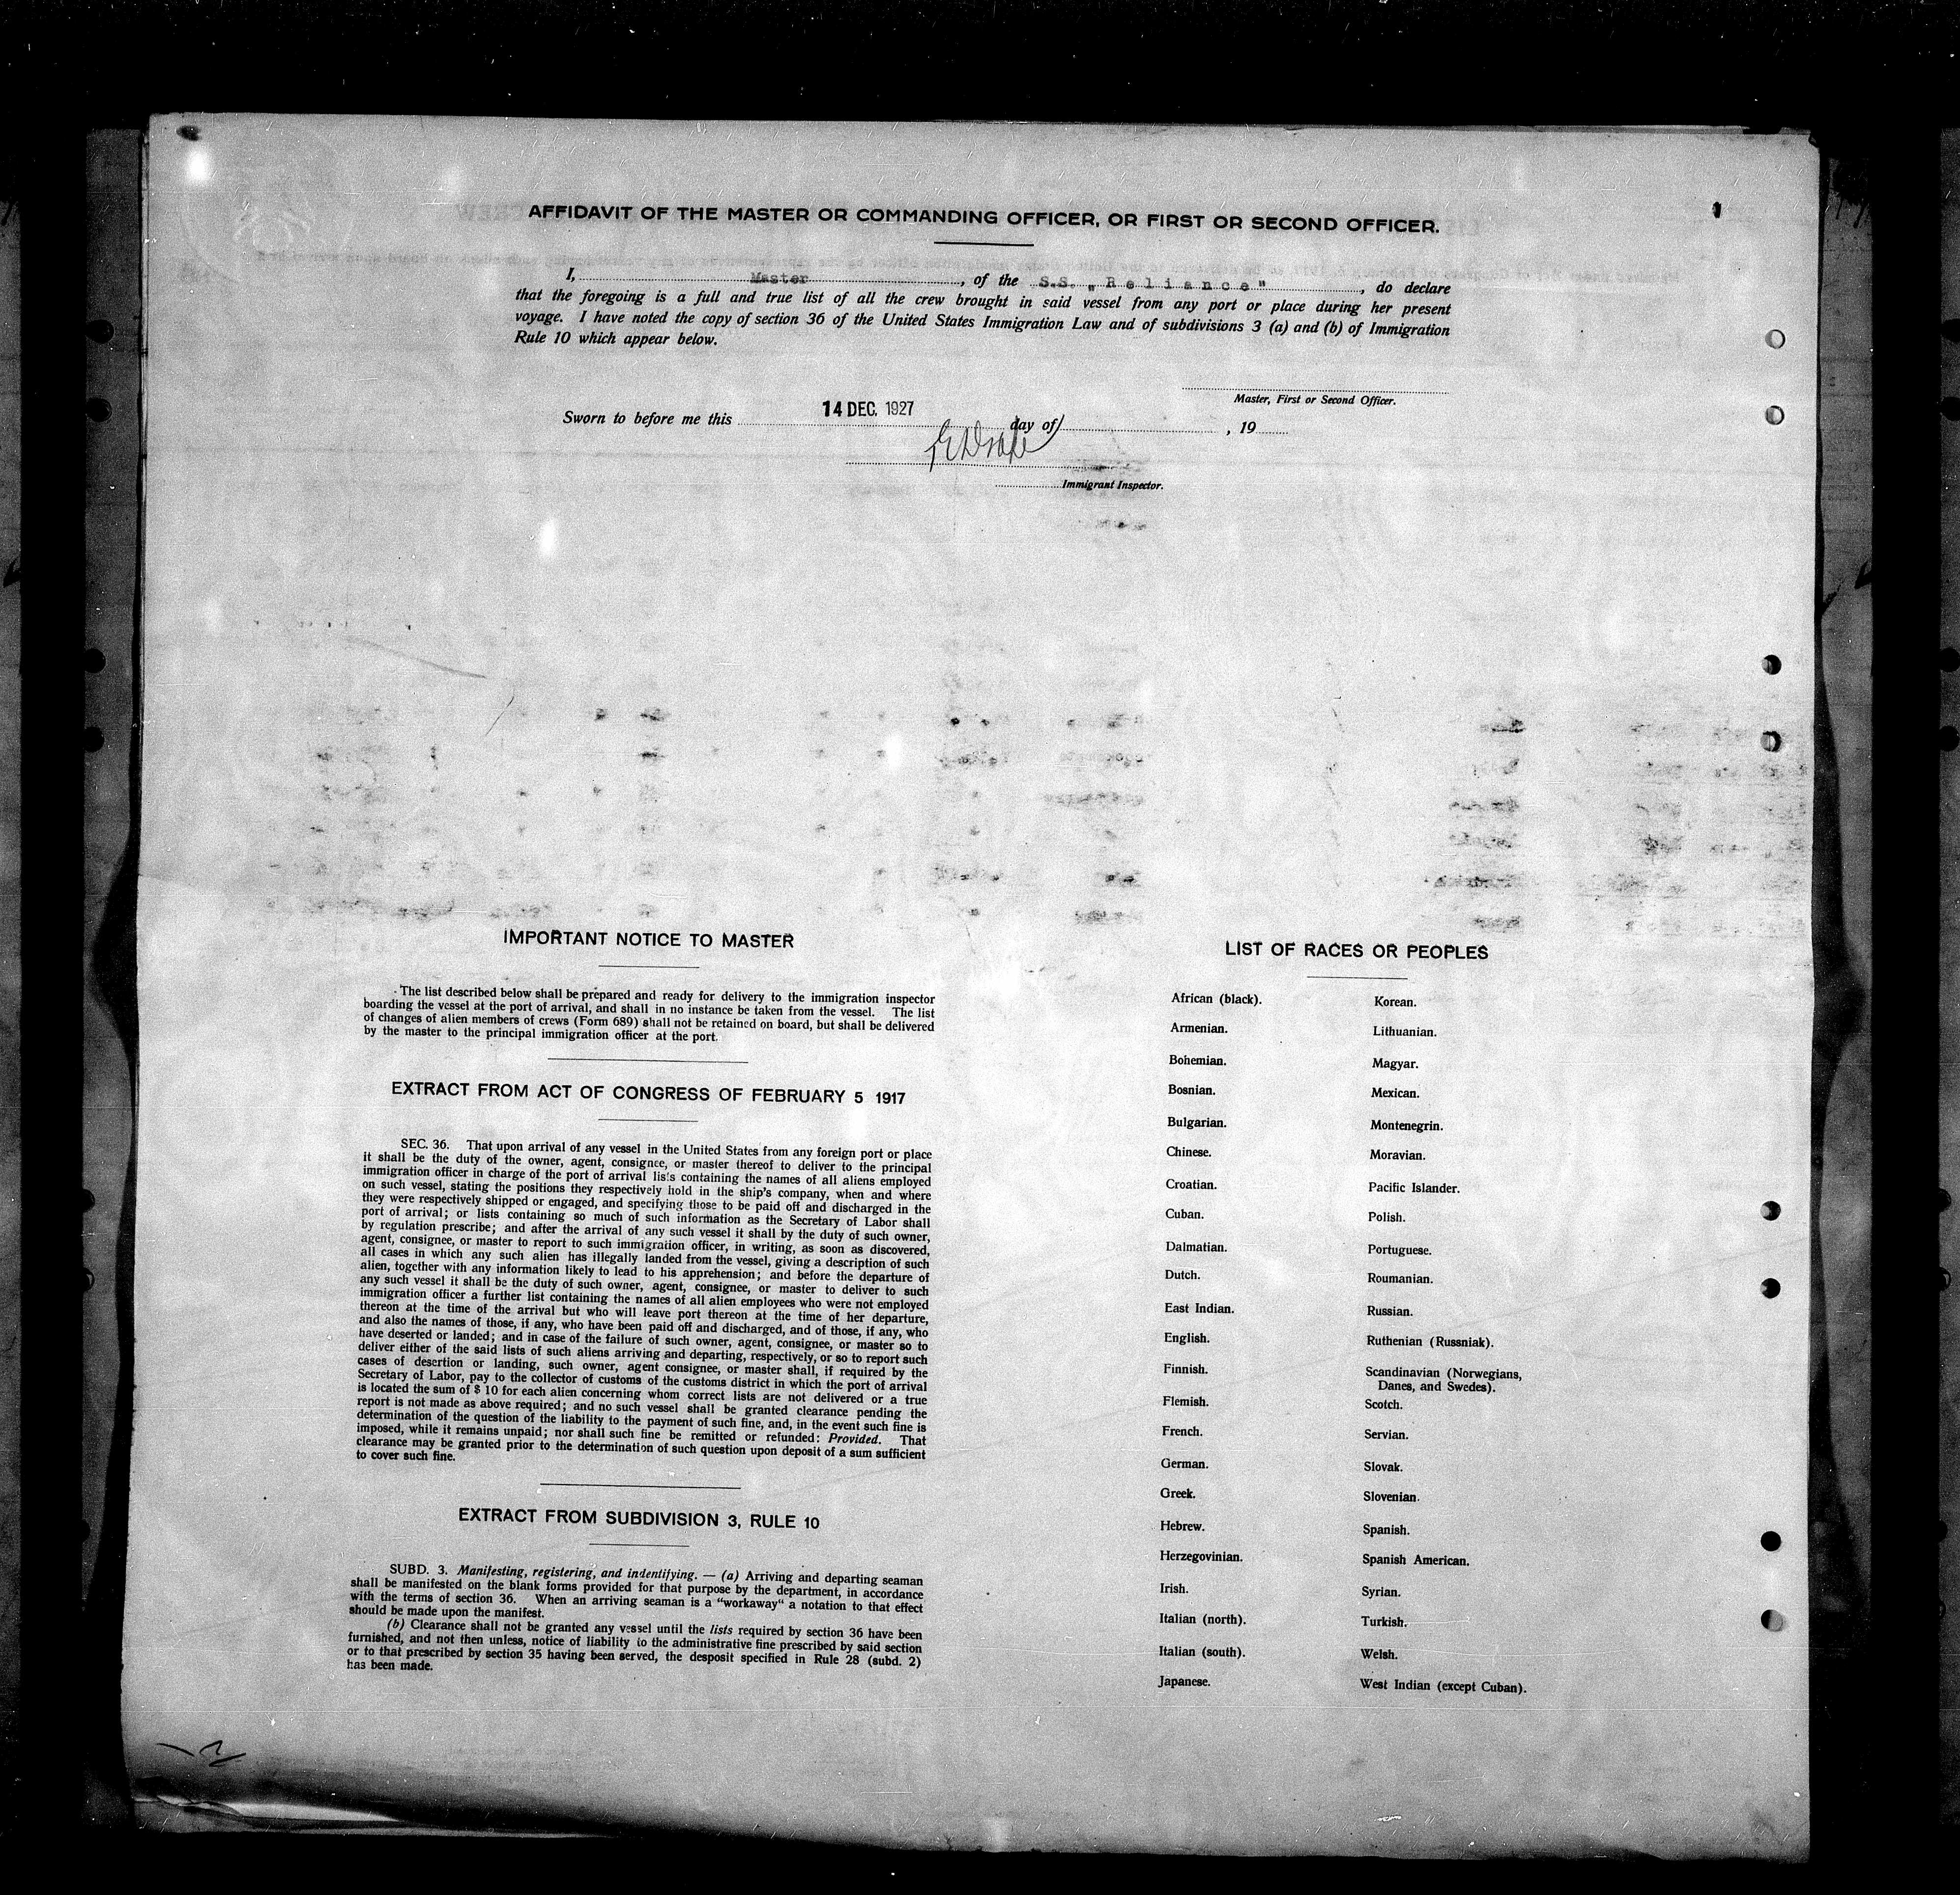 AFFIDAVIT OF THE MASTER OR COMMANDING OFFICER, OR FIRST OR SECOND OFFICER.
I, Master, of the S.S. „Reliance", do declare
that the foregoing is a full and true list of all the crew brought in said vessel from any port or place during her present
voyage. I have noted the copy of section 36 of the United States Immigration Law and of subdivisions 3 (a) and (b) of Immigration
Rule 10 which appear below.
Master, First or Second Officer.
14 DEC. 1927
Sworn to before me this day of , 19
Immigrant Inspector.
IMPORTANT NOTICE TO MASTER
The list described below shall be prepared and ready for delivery to the immigration inspector
boarding the vessel at the port of arrival, and shall in no instance be taken from the vessel. The list
of changes of alien members of crews (Form 689) shall not be retained on board, but shall be delivered
by the master to the principal immigration officer at the port.
EXTRACT FROM ACT OF CONGRESS OF FEBRUARY 5 1917
SEC. 36. That upon arrival of any vessel in the United States from any foreign port or place
it shall be the duty of the owner, agent, consignee, or master thereof to deliver to the principal
immigration officer in charge of the port of arrival lists containing the names of all aliens employed
on such vessel, stating the positions they respectively hold in the ship's company, when and where
they were respectively shipped or engaged, and specifying those to be paid off and discharged in the
port of arrival; or lists containing so much of such information as the Secretary of Labor shall
by regulation prescribe; and after the arrival of any such vessel it shall by the duty of such owner,
agent, consignee, or master to report to such immigration officer, in writing, as soon as discovered,
all cases in which any such alien has illegally landed from the vessel, giving a description of such
alien, together with any information likely to lead to his apprehension; and before the departure of
any such vessel it shall be the duty of such owner, agent, consignee, or master to deliver to such
immigration officer a further list containing the names of all alien employees who were not employed
thereon at the time of the arrival but who will leave port thereon at the time of her departure,
and also the names of those, if any, who have been paid off and discharged, and of those, if any, who
have deserted or landed; and in case of the failure of such owner, agent, consignee, or master so to
deliver either of the said lists of such aliens arriving and departing, respectively, or so to report such
cases of desertion or landing, such owner, agent consignee, or master shall, if required by the
Secretary of Labor, pay to the collector of customs of the customs district in which the port of arrival
is located the sum of $ 10 for each alien concerning whom correct lists are not delivered or a true
report is not made as above required; and no such vessel shall be granted clearance pending the
determination of the question of the liability to the payment of such fine, and, in the event such fine is
imposed, while it remains unpaid; nor shall such fine be remitted or refunded: Provided. That
clearance may be granted prior to the determination of such question upon deposit of a sum sufficient
to cover such fine.
EXTRACT FROM SUBDIVISION 3, RULE 10
SUBD. 3. Manifesting, registering, and indentifying. — (a) Arriving and departing seaman
shall be manifested on the blank forms provided for that purpose by the department, in accordance
with the terms of section 36. When an arriving seaman is a "workaway" a notation to that effect
should be made upon the manifest.
(b) Clearance shall not be granted any vessel until the lists required by section 36 have been
furnished, and not then unless, notice of liability to the administrative fine prescribed by said section
or to that prescribed by section 35 having been served, the desposit specified in Rule 28 (subd. 2)
has been made.
LIST OF RACES OR PEOPLES
African (black).
Armenian.
Bohemian.
Bosnian.
Bulgarian.
Chinese.
Croatian.
Cuban.
Dalmatian.
Dutch.
East Indian.
English.
Finnish.
Flemish.
French.
German.
Greek.
Hebrew.
Herzegovinian.
Irish.
Italian (north).
Italian (south).
Japanese.
Korean.
Lithuanian.
Magyar.
Mexican.
Montenegrin.
Moravian.
Pacific Islander.
Polish.
Portuguese.
Roumanian.
Russian.
Ruthenian (Russniak).
Scandinavian (Norwegians,
Danes, and Swedes).
Scotch.
Servian.
Slovak.
Slovenian.
Spanish.
Spanish American.
Syrian.
Turkish.
Welsh.
West Indian (except Cuban).